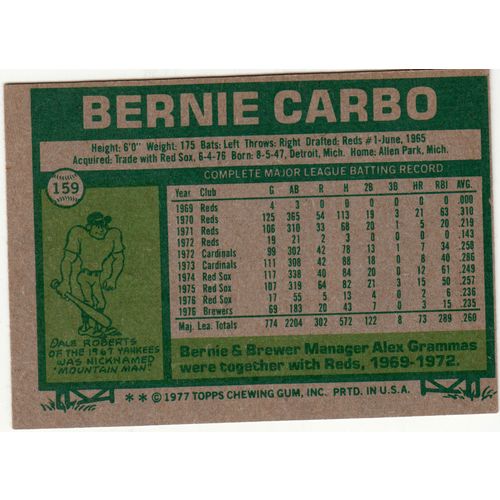 BERNIE CARBO
Height: 6'0" Weight: 175 Bats: Left Throws: Right Drafted: Reds #1-June, 1965
Acquired: Trade with Red Sox, 6-4-76 Born: 8-5-47, Detroit, Mich. Home: Allen Park, Mich.
159
COMPLETE MAJOR LEAGUE BATTING RECORD
Year Club G AB R H 2B 3B HR RBI AVG.
1969 Reds 4 3 0 0 0 0 0 0 .000
1970 Reds 125 365 54 113 19 3 21 63 .310
1971 Reds 106 310 33 68 20 1 5 20 .219
1972 Reds 19 21 2 3 0 0 0 0 .143
1972 Cardinals 99 302 42 78 13 1 7 34 .258
1973 Cardinals 111 308 42 88 18 0 8 40 .286
1974 Red Sox 117 338 40 84 20 0 12 61 .249
1975 Red Sox 107 319 64 82 21 3 15 50 .257
1976 Red Sox 17 55 5 13 4 0 2 6 .236
1976 Brewers 69 183 20 43 7 0 3 15 .235
Maj. Lea. Totals 774 2204 302 572 122 8 73 289 .260
DALE ROBERTS
OF THE 1967 YANKEES
WAS NICKNAMED
'MOUNTAIN MAN'
Bernie & Brewer Manager Alex Grammas
were together with Reds, 1969-1972.
** © 1977 TOPPS CHEWING GUM, INC. PRTD. IN U.S.A.